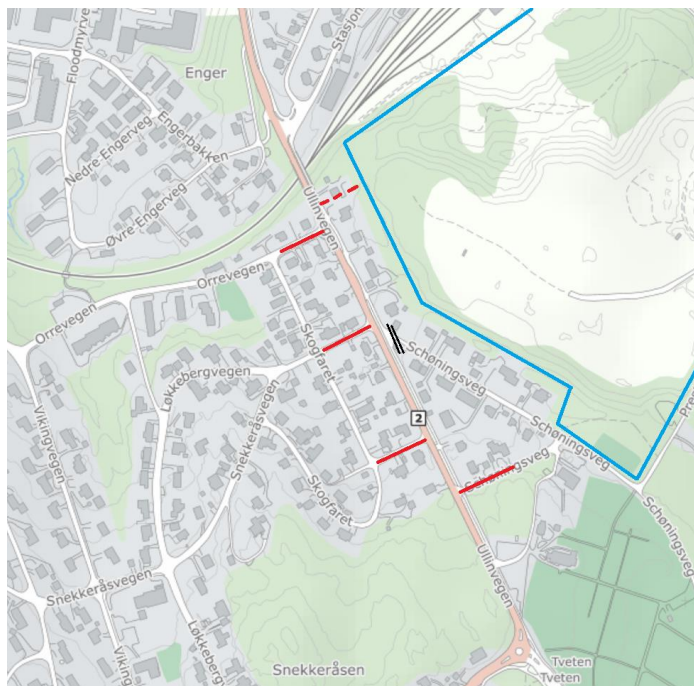 Floodmyrve
Stasjon
Enger
Engerbakken
Nedre-Engerveg
Øvre-Engerveg
Ullinvegen
Orrevegen
Orrevegen
Skogfaret
Schøningsveg
Løkkebergvegen
Snekkeråsvegen
2
Schøningsveg
Pre
Vikingvegen
Schøningsveg
Skogfaret
Schøningsveg
Ullinvegen
Snekkeråsvegen
Viking
Løkkeberg
Snekkeråsen
Tveten
Tveten